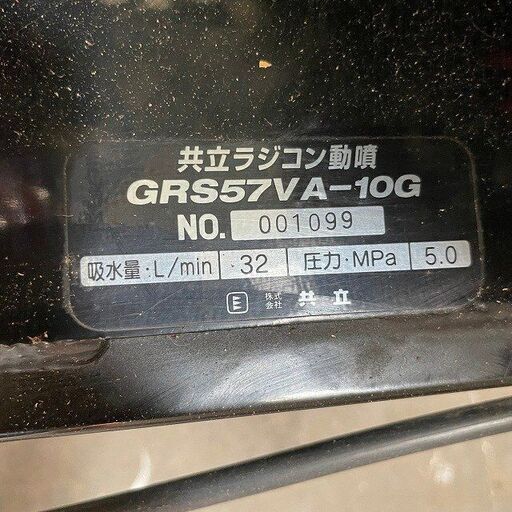 共立ラジコン動噴
GRS57VA-10G
NO. 001099
吸水量・L/min 32 圧力・MPa 5.0
E 株式会社 共立